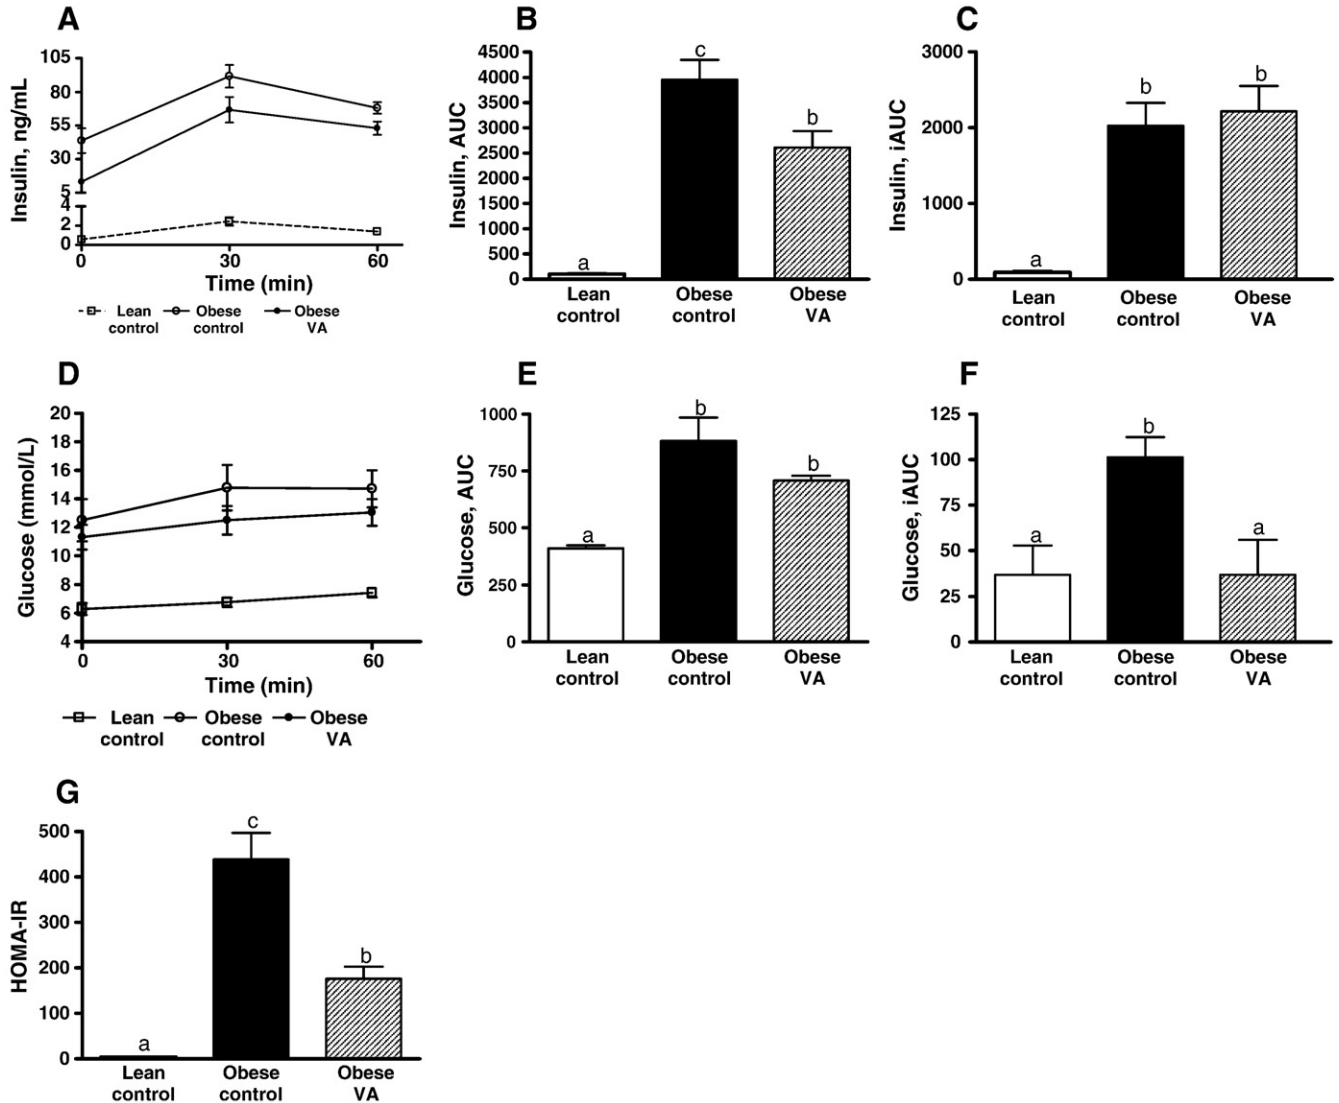 A
Insulin, ng/mL
105
80
55
30
5
4
2
0
0 30 60
Time (min)
Lean control
Obese control
Obese VA
B
Insulin, AUC
4500
4000
3500
3000
2500
2000
1500
1000
500
0
a
c
b
Lean control
Obese control
Obese VA
C
Insulin, iAUC
3000
2000
1000
0
a
b
b
Lean control
Obese control
Obese VA
D
Glucose (mmol/L)
20
18
16
14
12
10
8
6
4
0 30 60
Time (min)
Lean control
Obese control
Obese VA
E
Glucose, AUC
1000
750
500
250
0
a
b
b
Lean control
Obese control
Obese VA
F
Glucose, iAUC
125
100
75
50
25
0
a
b
a
Lean control
Obese control
Obese VA
G
HOMA-IR
500
400
300
200
100
0
a
c
b
Lean control
Obese control
Obese VA